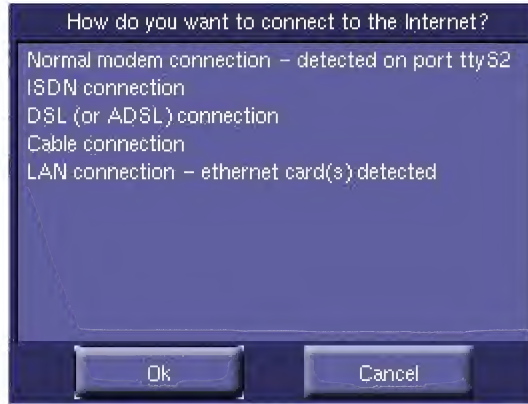 How do you want to connect to the Internet?
Normal modem connection – detected on port ttyS2
ISDN connection
DSL (or ADSL) connection
Cable connection
LAN connection – ethernet card(s) detected
Ok
Cancel